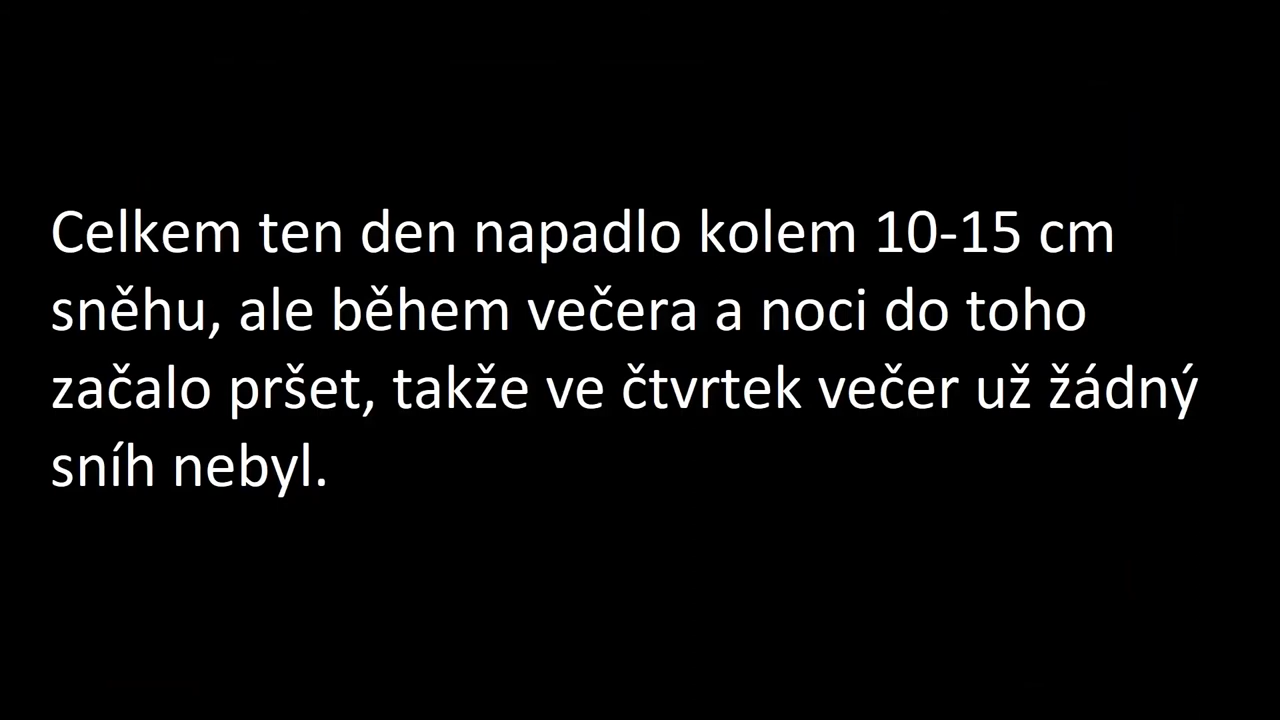 Celkem ten den napadlo kolem 10-15 cm
sněhu, ale během večera a noci do toho
začalo pršet, takže ve čtvrtek večer už žádný
sníh nebyl.